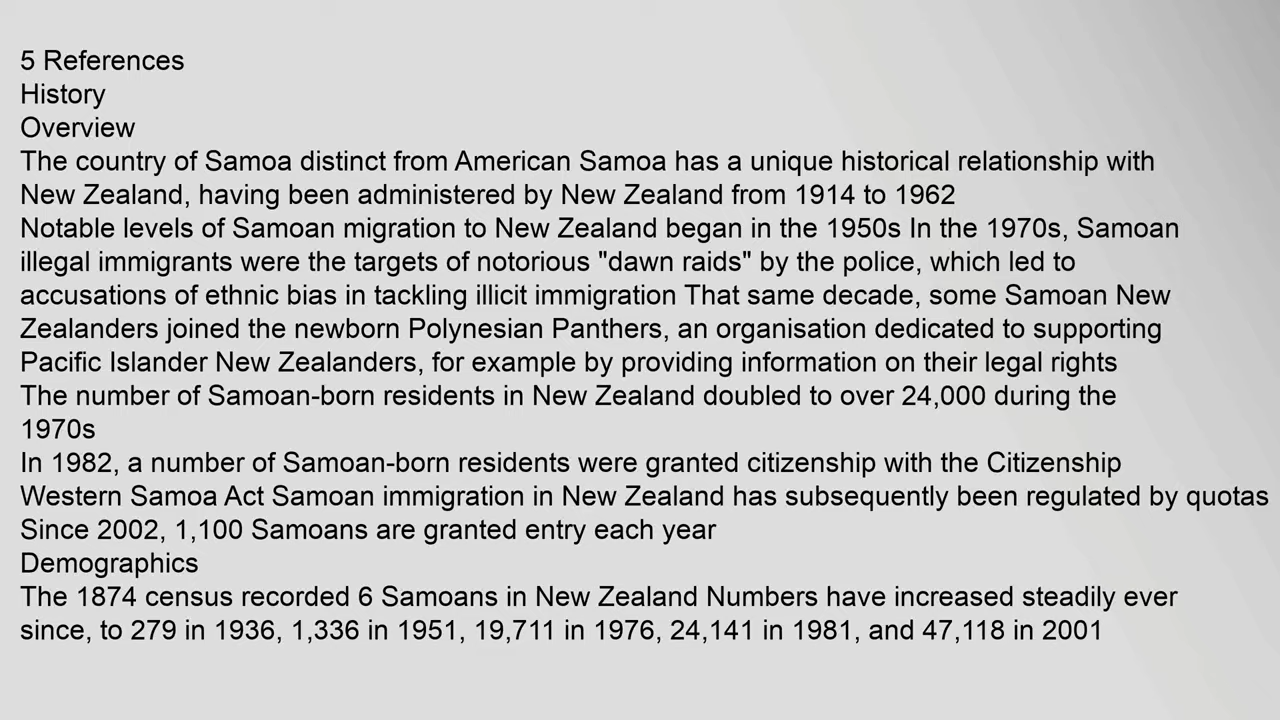 5 References
History
Overview
The country of Samoa distinct from American Samoa has a unique historical relationship with
New Zealand, having been administered by New Zealand from 1914 to 1962
Notable levels of Samoan migration to New Zealand began in the 1950s In the 1970s, Samoan
illegal immigrants were the targets of notorious "dawn raids" by the police, which led to
accusations of ethnic bias in tackling illicit immigration That same decade, some Samoan New
Zealanders joined the newborn Polynesian Panthers, an organisation dedicated to supporting
Pacific Islander New Zealanders, for example by providing information on their legal rights
The number of Samoan-born residents in New Zealand doubled to over 24,000 during the
1970s
In 1982, a number of Samoan-born residents were granted citizenship with the Citizenship
Western Samoa Act Samoan immigration in New Zealand has subsequently been regulated by quotas
Since 2002, 1,100 Samoans are granted entry each year
Demographics
The 1874 census recorded 6 Samoans in New Zealand Numbers have increased steadily ever
since, to 279 in 1936, 1,336 in 1951, 19,711 in 1976, 24,141 in 1981, and 47,118 in 2001